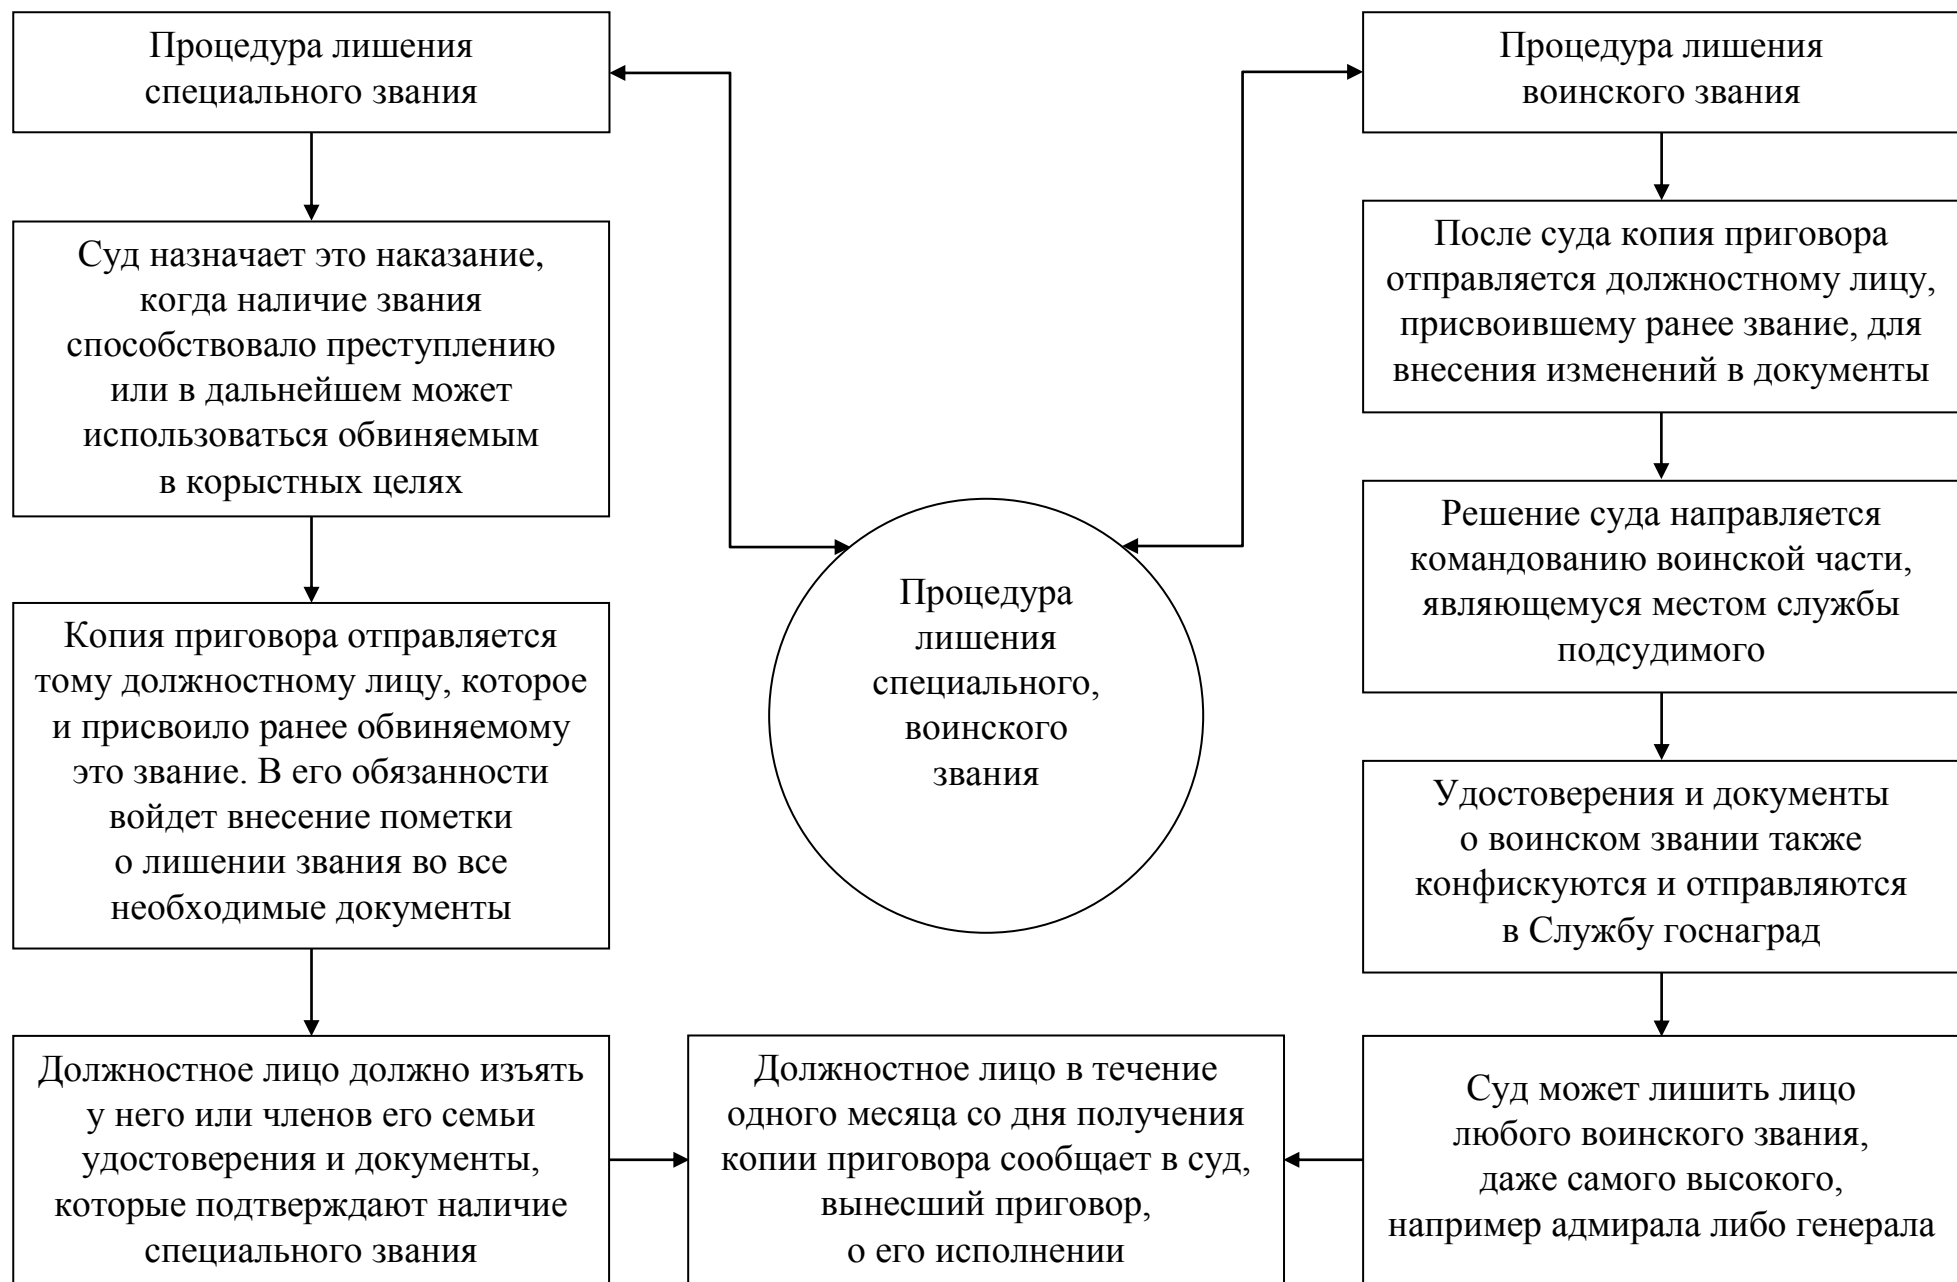 Процедура лишения
специального звания
Суд назначает это наказание,
когда наличие звания
способствовало преступлению
или в дальнейшем может
использоваться обвиняемым
в корыстных целях
Копия приговора отправляется
тому должностному лицу, которое
и присвоило ранее обвиняемому
это звание. В его обязанности
войдет внесение пометки
о лишении звания во все
необходимые документы
Должностное лицо должно изъять
у него или членов его семьи
удостоверения и документы,
которые подтверждают наличие
специального звания
Процедура
лишения
специального,
воинского
звания
Должностное лицо в течение
одного месяца со дня получения
копии приговора сообщает в суд,
вынесший приговор,
о его исполнении
Процедура лишения
воинского звания
После суда копия приговора
отправляется должностному лицу,
присвоившему ранее звание, для
внесения изменений в документы
Решение суда направляется
командованию воинской части,
являющемуся местом службы
подсудимого
Удостоверения и документы
о воинском звании также
конфискуются и отправляются
в Службу госнаград
Суд может лишить лицо
любого воинского звания,
даже самого высокого,
например адмирала либо генерала